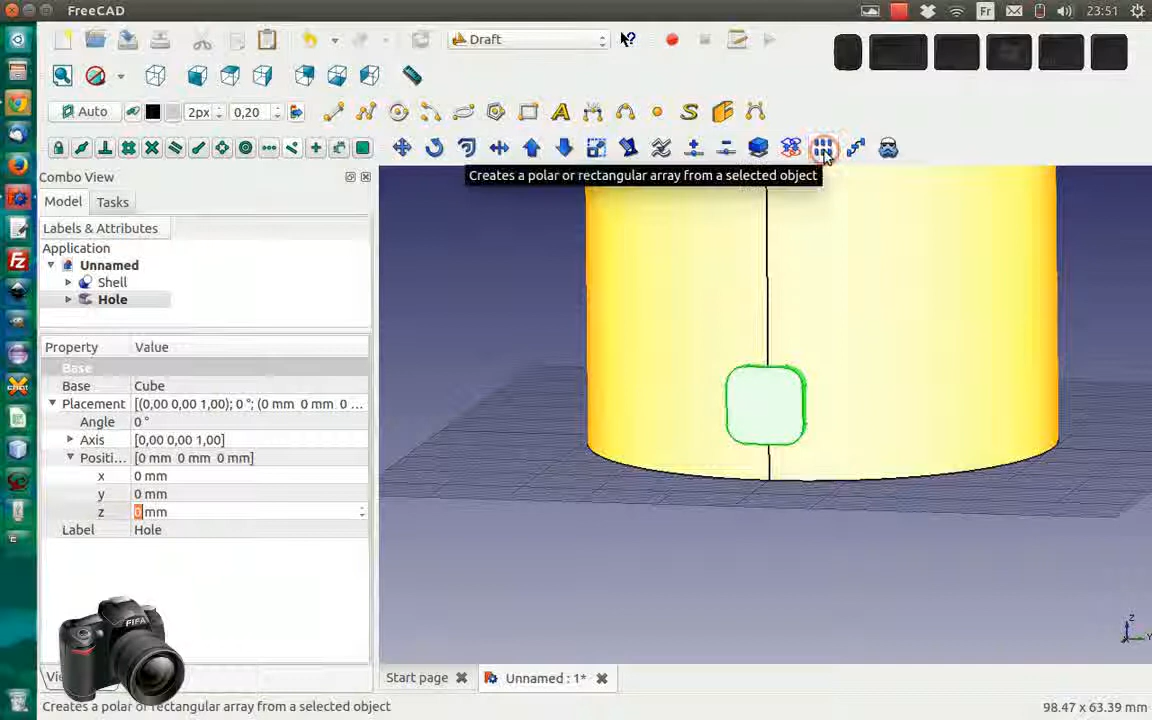 FreeCAD
Fr
23:51
Draft
Auto
2px
0,20
Creates a polar or rectangular array from a selected object
Combo View
Model
Tasks
Labels & Attributes
Application
Unnamed
Shell
Hole
Property
Value
Base
Base
Cube
Placement
[(0,00 0,00 1,00); 0 °; (0 mm 0 mm 0 ...
Angle
0 °
Axis
[0,00 0,00 1,00]
Positi...
[0 mm 0 mm 0 mm]
x
0 mm
y
0 mm
z
0 mm
Label
Hole
FIFA
Start page
Unnamed : 1*
Creates a polar or rectangular array from a selected object
98.47 x 63.39 mm
Z
Y